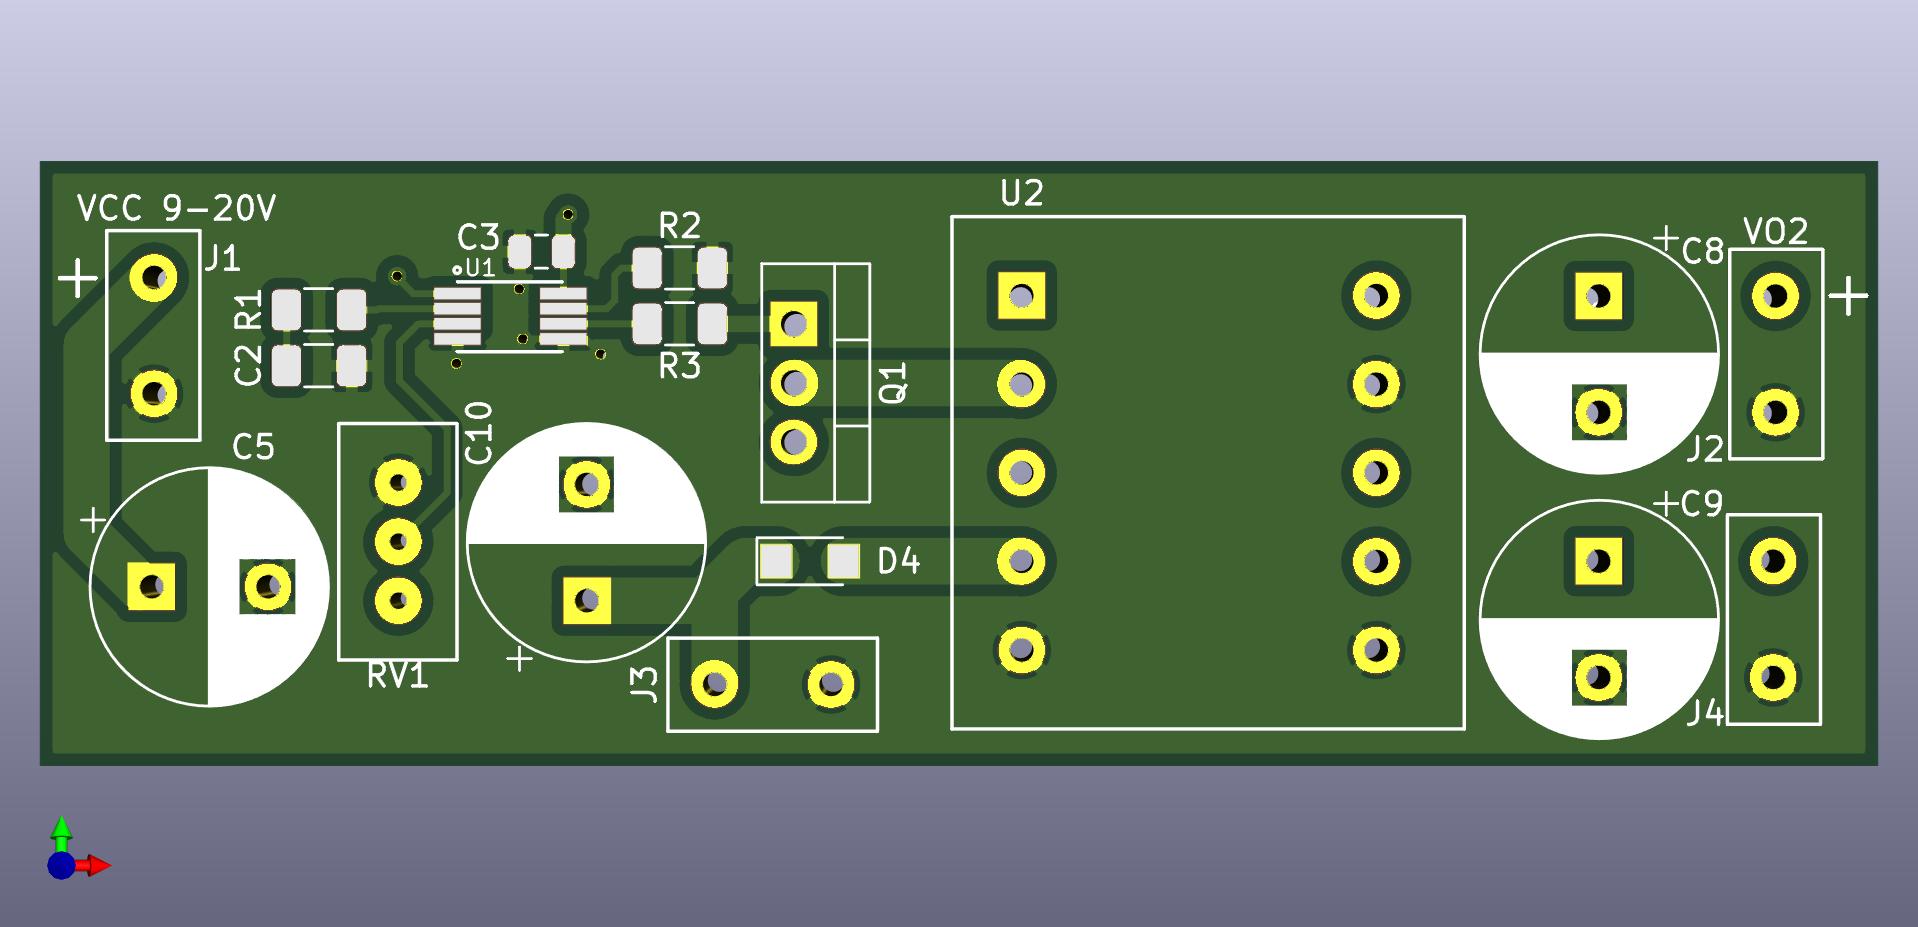 VCC 9-20V
J1
+
R1
C2
C3
U1
R2
R3
Q1
U2
+
C8
VO2
+
J2
C5
+
C10
RV1
+
D4
J3
+
C9
J4